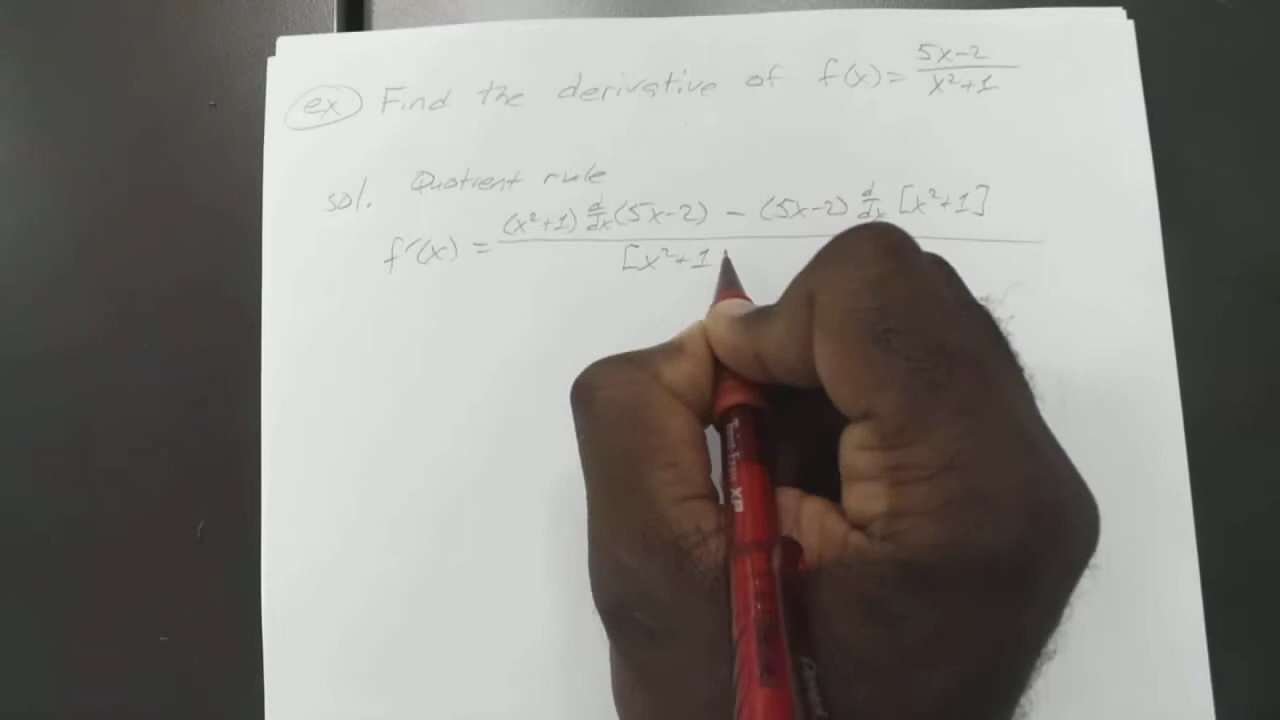 ex Find the derivative of f(x) = 5x-2 / x²+1
sol. Quotient rule
f'(x) = (x²+1) d/dx (5x-2) - (5x-2) d/dx [x²+1] / [x²+1
XP